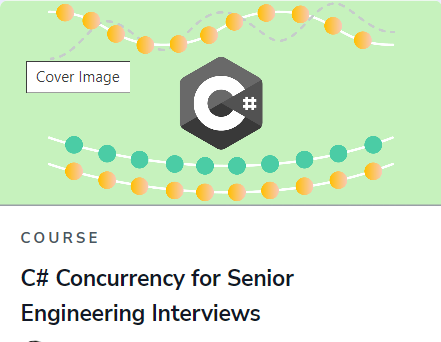 Cover Image
C#
COURSE
C# Concurrency for Senior
Engineering Interviews